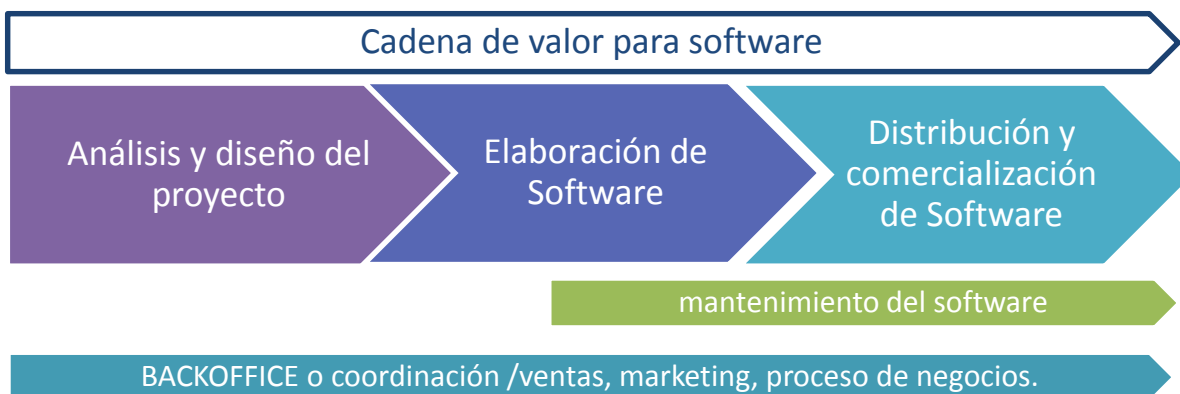 Cadena de valor para software
Análisis y diseño del
proyecto
Elaboración de
Software
Distribución y
comercialización
de Software
mantenimiento del software
BACKOFFICE o coordinación /ventas, marketing, proceso de negocios.